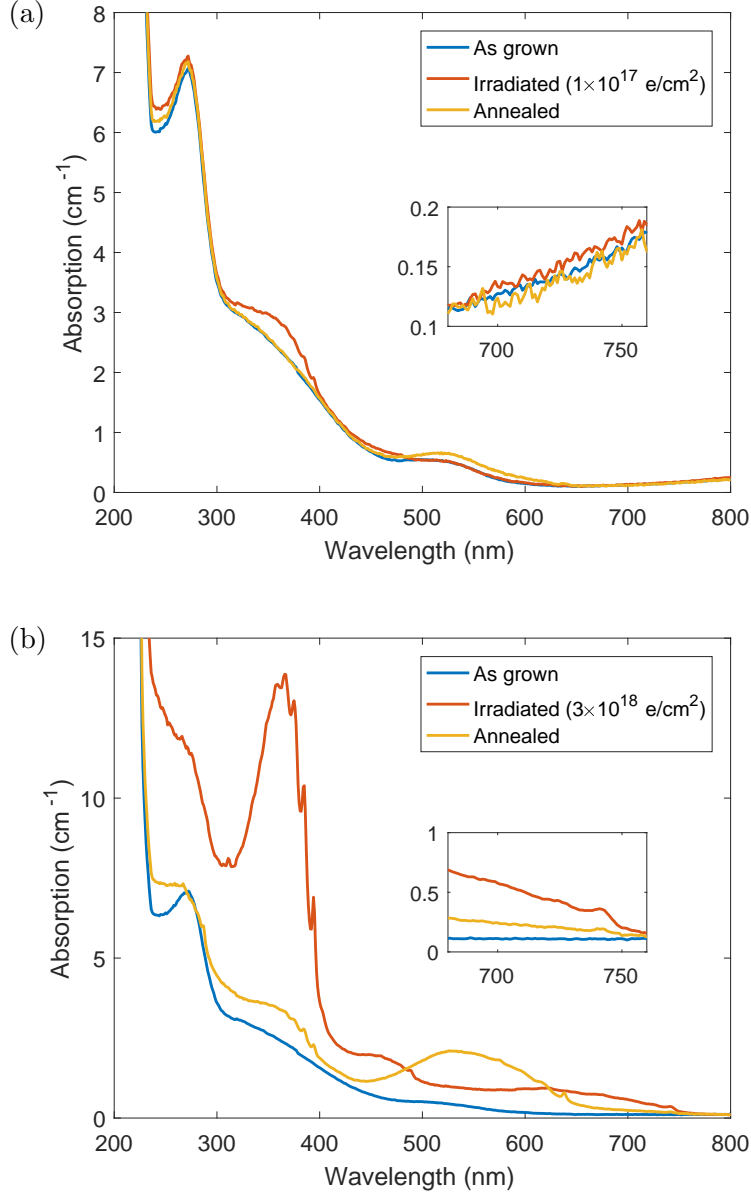 (a)
8
7
6
5
4
3
2
1
0
Absorption (cm⁻¹)
As grown
Irradiated (1×10¹⁷ e/cm²)
Annealed
0.2
0.15
0.1
700 750
200 300 400 500 600 700 800
Wavelength (nm)
(b)
15
10
5
0
Absorption (cm⁻¹)
As grown
Irradiated (3×10¹⁸ e/cm²)
Annealed
1
0.5
0
700 750
200 300 400 500 600 700 800
Wavelength (nm)